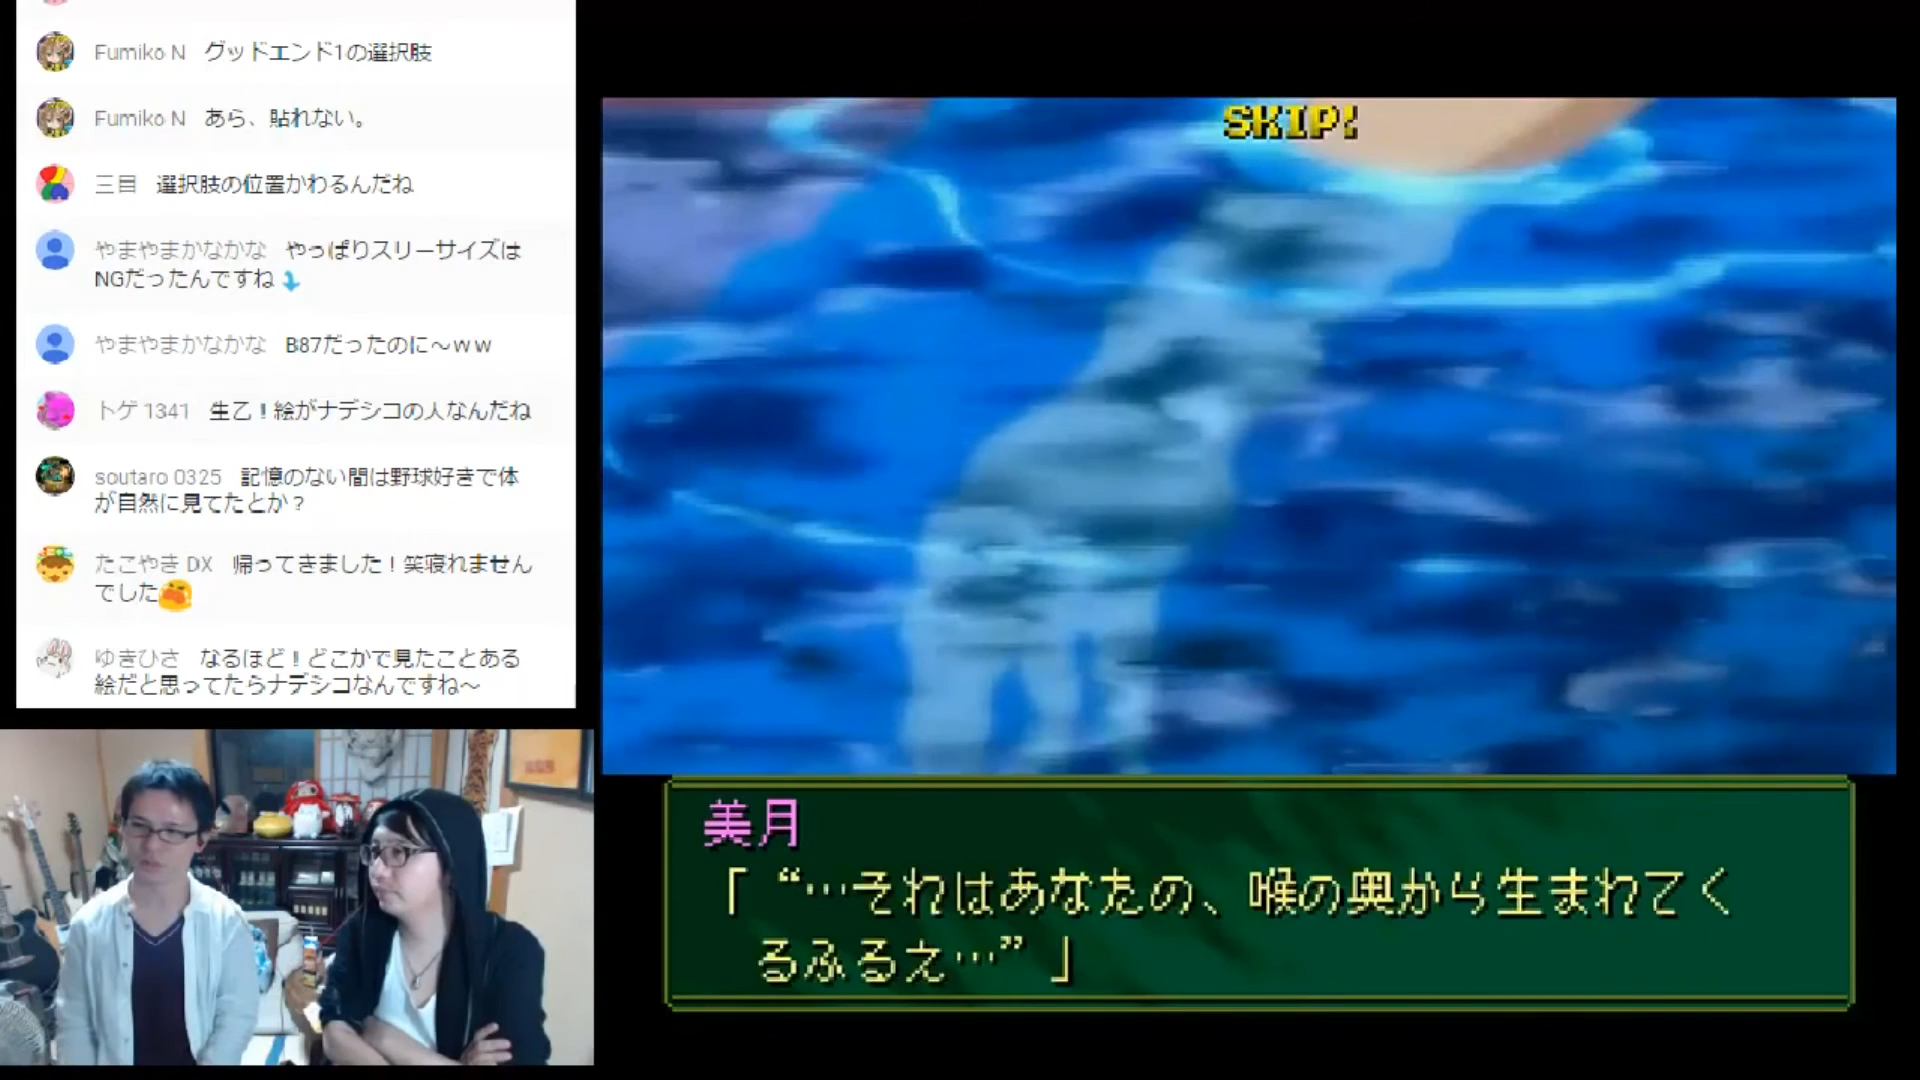 Fumiko N グッドエンド1の選択肢
Fumiko N あら、貼れない。
三目 選択肢の位置かわるんだね
やまやまかなかな やっぱりスリーサイズは
NGだったんですね
やまやまかなかな B87だったのに～ww
トゲ1341 生乙！絵がナデシコの人なんだね
soutaro 0325 記憶のない間は野球好きで体
が自然に見てたとか？
たこやきDX 帰ってきました！笑寝れません
でした
ゆきひさ なるほど！どこかで見たことある
絵だと思ってたらナデシコなんですね～
SKIP!
美月
「“…それはあなたの、喉の奥から生まれてく
るふるえ…”」